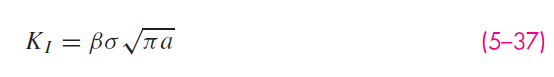 K_I = βσ√πa (5–37)